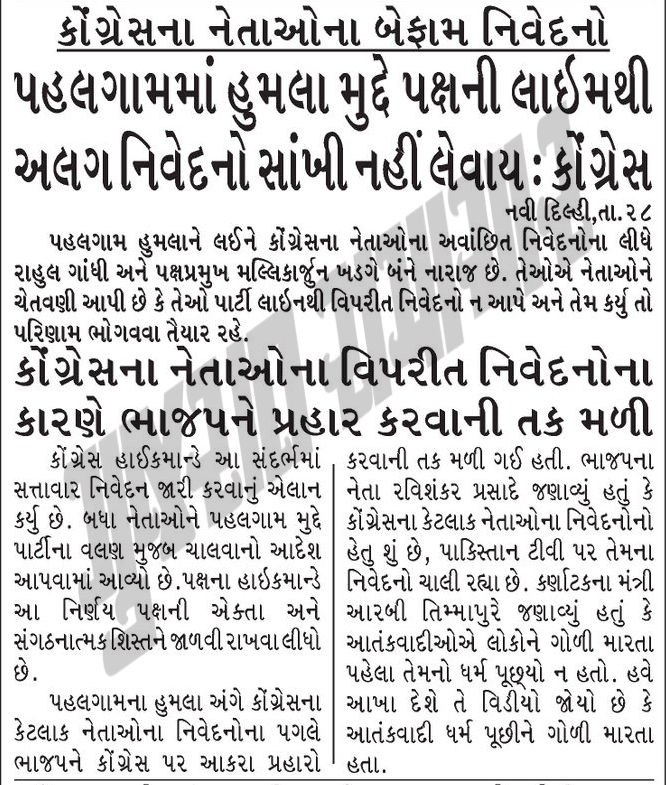 કોંગ્રેસના નેતાઓના બેફામ નિવેદનો
પહલગામમાં હુમલા મુદ્દે પક્ષની લાઇમથી
અલગ નિવેદનો સાંખી નહીં લેવાય : કોંગ્રેસ
નવી દિલ્હી,તા.૨૮
પહલગામ હુમલાને લઈને કોંગ્રેસના નેતાઓના અવાંછિત નિવેદનોના લીધે
રાહુલ ગાંધી અને પક્ષપ્રમુખ મલ્લિકાર્જુન ખડગે બંને નારાજ છે. તેઓએ નેતાઓને
ચેતવણી આપી છે કે તેઓ પાર્ટી લાઇનથી વિપરીત નિવેદનો ન આપે અને તેમ કર્યુ તો
પરિણામ ભોગવવા તૈયાર રહે.
કોંગ્રેસના નેતાઓના વિપરીત નિવેદનોના
કારણે ભાજપને પ્રહાર કરવાની તક મળી
કોંગ્રેસ હાઈકમાન્ડે આ સંદર્ભમાં
સત્તાવાર નિવેદન જારી કરવાનું એલાન
કર્યુ છે. બધા નેતાઓને પહલગામ મુદ્દે
પાર્ટીના વલણ મુજબ ચાલવાનો આદેશ
આપવામાં આવ્યો છે.પક્ષના હાઇકમાન્ડે
આ નિર્ણય પક્ષની એક્તા અને
સંગઠનાત્મક શિસ્તને જાળવી રાખવા લીધો
છે.
પહલગામના હુમલા અંગે કોંગ્રેસના
કેટલાક નેતાઓના નિવેદનોના પગલે
ભાજપને કોંગ્રેસ પર આકરા પ્રહારો
કરવાની તક મળી ગઈ હતી. ભાજપના
નેતા રવિશંકર પ્રસાદે જણાવ્યું હતું કે
કોંગ્રેસના કેટલાક નેતાઓના નિવેદનોનો
હેતુ શું છે, પાકિસ્તાન ટીવી પર તેમના
નિવેદનો ચાલી રહ્યા છે. કર્ણાટકના મંત્રી
આરબી તિમ્માપુરે જણાવ્યું હતું કે
આતંકવાદીઓએ લોકોને ગોળી મારતા
પહેલા તેમનો ધર્મ પૂછ્યો ન હતો. હવે
આખા દેશે તે વિડીયો જોયો છે કે
આતંકવાદી ધર્મ પૂછીને ગોળી મારતા
હતા.